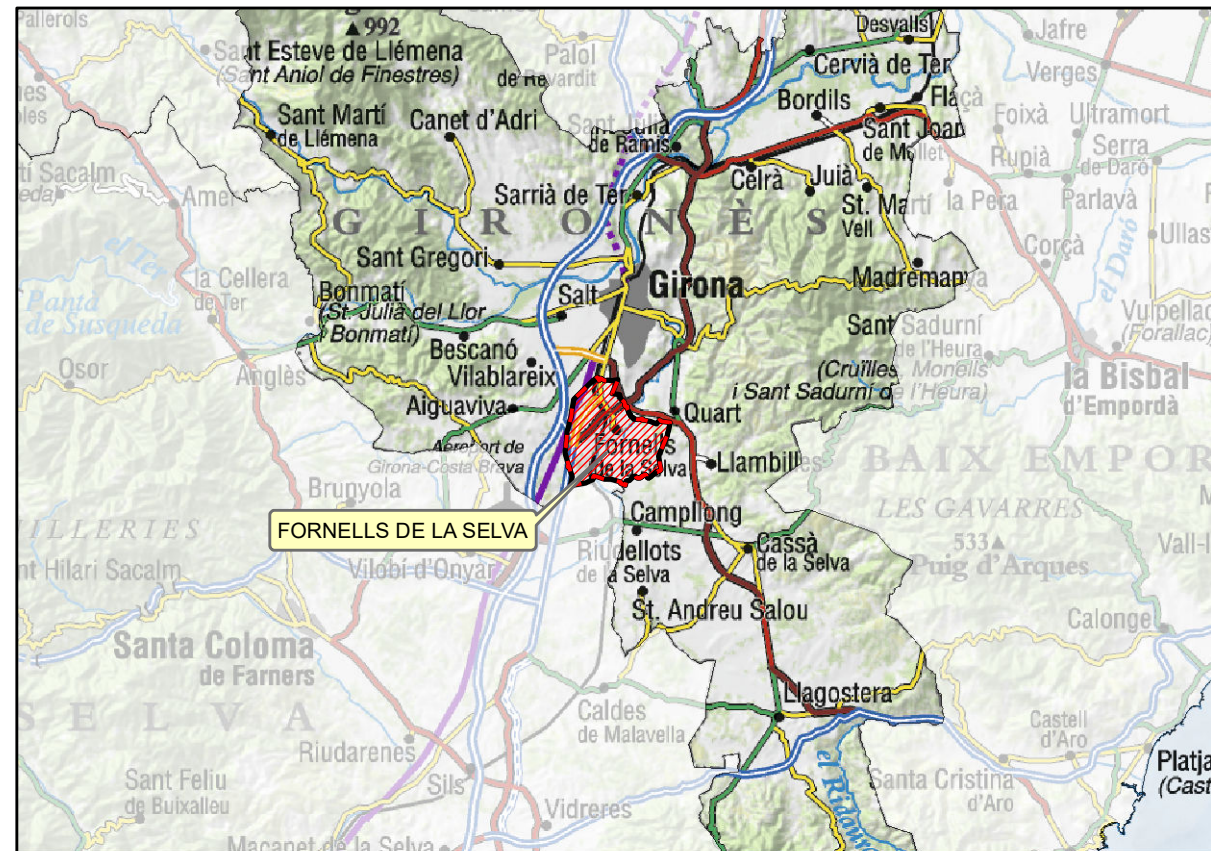 Pallerols
992
Sant Esteve de Llémena
(Sant Aniol de Finestres)
Palol
de Revardit
Desvalls
Cervià de Ter
Jafre
Verges
Sant Martí
de Llémena
Canet d'Adri
Sant Julià
de Ramis
Bordils
Flaçà
Sant Joan
de Mollet
Foixà
Ultramort
Rupià
Serra
de Daró
Parlavà
Amer
el Ter
Sarrià de Ter
Celrà
Juià
St. Martí
Vell
la Pera
GIRONÈS
Corçà
Ullas
el Daró
Sant Gregori
la Cellera
de Ter
Pantà
de Susqueda
Bonmatí
(St. Julià del Llor
i Bonmatí)
Salt
Girona
Madremanya
Vulpellac
(Forallac)
Sant Sadurní
de l'Heura
(Cruïlles, Monells
i Sant Sadurní de l'Heura)
la Bisbal
d'Empordà
Osor
Anglès
Bescanó
Vilablareix
Aiguaviva
Quart
Aeroport de
Girona-Costa Brava
Fornells
de la Selva
Llambilles
BAIX EMPOR
Brunyola
LES GAVARRES
FORNELLS DE LA SELVA
Campllong
533
Puig d'Arques
Vall-l
ILLERIES
nt Hilari Sacalm
Vilobí d'Onyar
Riudellots
de la Selva
Cassà
de la Selva
St. Andreu Salou
Calonge
Santa Coloma
de Farners
Llagostera
SE VA
Caldes
de Malavella
Castell
d'Aro
Riudarenes
Platja
(Cast
Sant Feliu
de Buixalleu
Sils
Vidreres
el Ridaura
Santa Cristina
d'Aro
Maçanet de la Selva